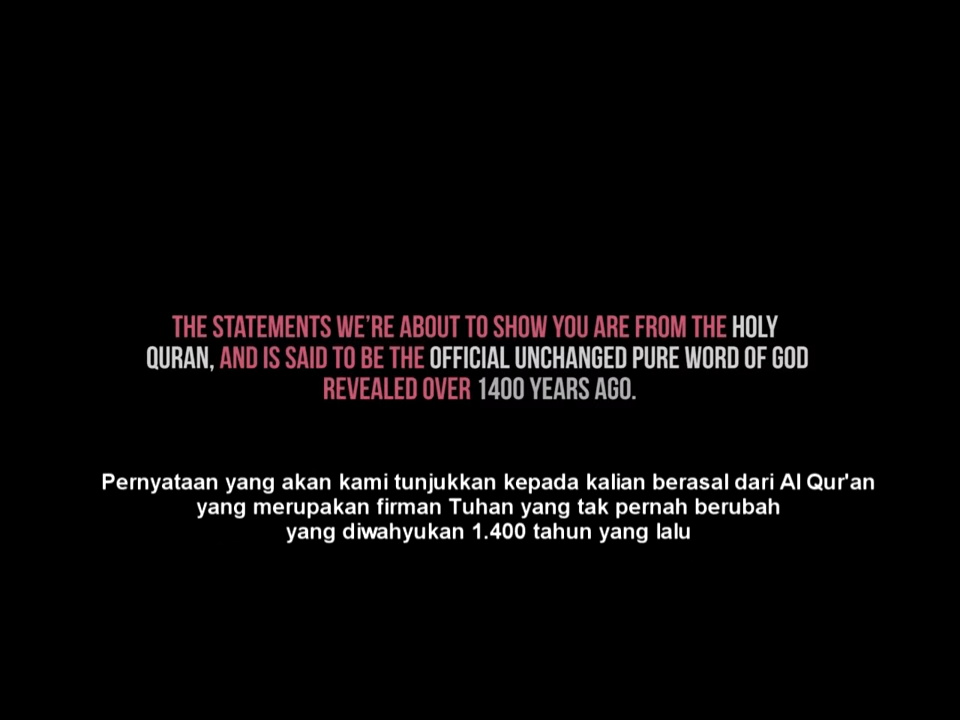 THE STATEMENTS WE'RE ABOUT TO SHOW YOU ARE FROM THE HOLY
QURAN, AND IS SAID TO BE THE OFFICIAL UNCHANGED PURE WORD OF GOD
REVEALED OVER 1400 YEARS AGO.
Pernyataan yang akan kami tunjukkan kepada kalian berasal dari Al Qur'an
yang merupakan firman Tuhan yang tak pernah berubah
yang diwahyukan 1.400 tahun yang lalu